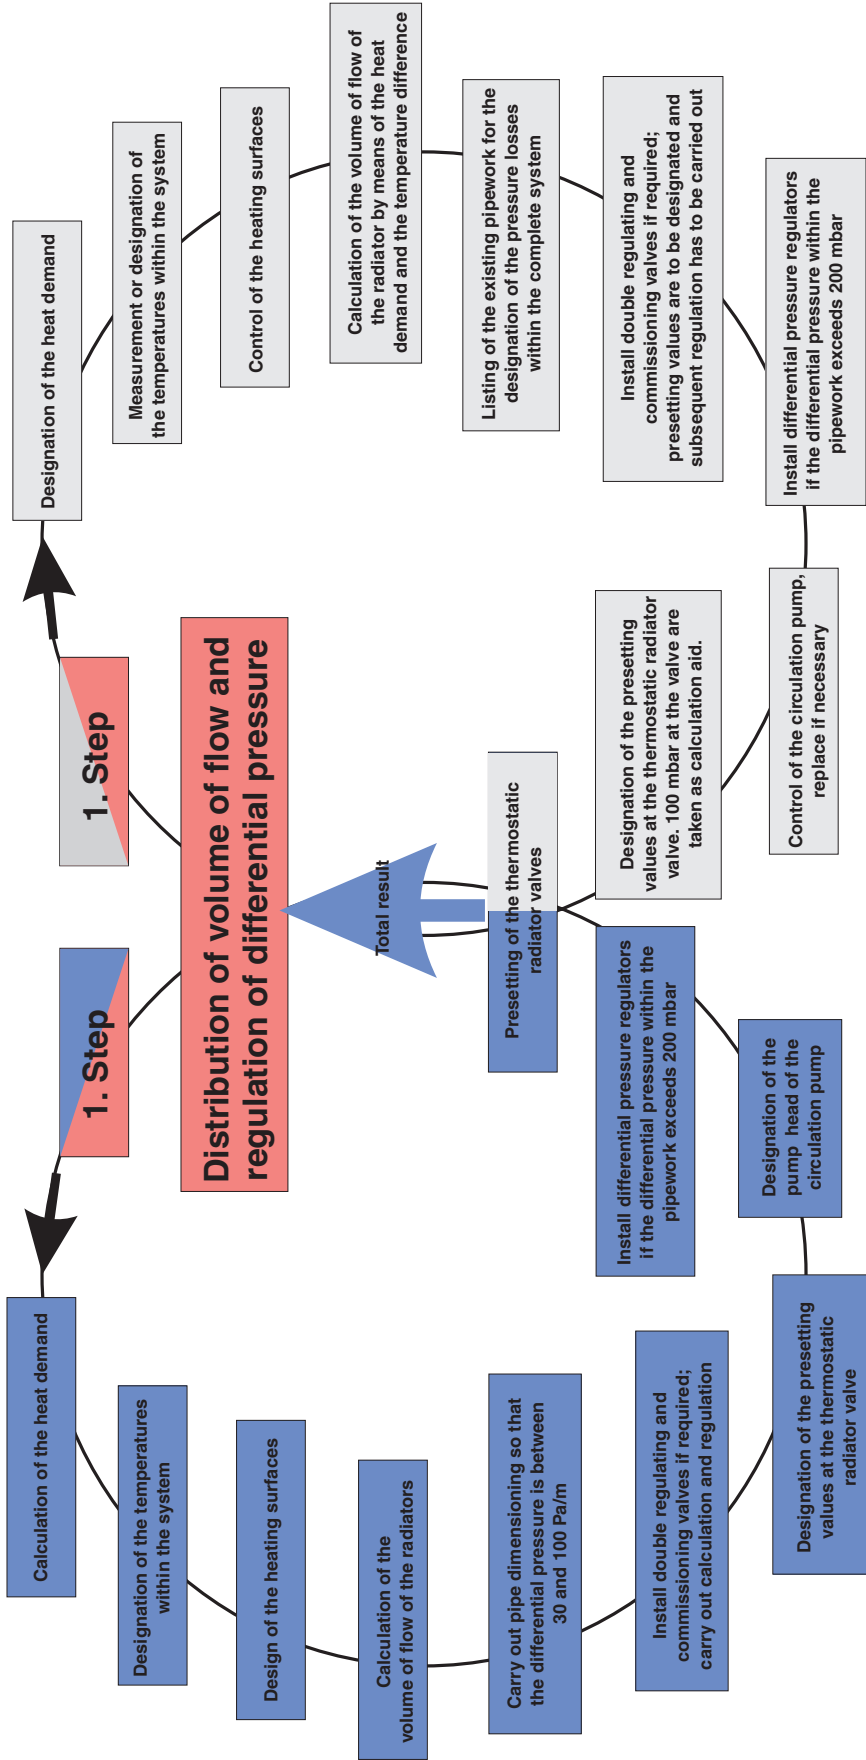 1. Step
1. Step
Distribution of volume of flow and
regulation of differential pressure
Total result
Calculation of the heat demand
Designation of the temperatures
within the system
Design of the heating surfaces
Calculation of the
volume of flow of the radiators
Carry out pipe dimensioning so that
the differential pressure is between
30 and 100 Pa/m
Install double regulating and
commissioning valves if required;
carry out calculation and regulation
Designation of the presetting
values at the thermostatic
radiator valve
Designation of the
pump head of the
circulation pump
Install differential pressure regulators
if the differential pressure within the
pipework exceeds 200 mbar
Presetting of the thermostatic
radiator valves
Designation of the heat demand
Measurement or designation of
the temperatures within the system
Control of the heating surfaces
Calculation of the volume of flow of
the radiator by means of the heat
demand and the temperature difference
Listing of the existing pipework for the
designation of the pressure losses
within the complete system
Install double regulating and
commissioning valves if required;
presetting values are to be designated and
subsequent regulation has to be carried out
Install differential pressure regulators
if the differential pressure within the
pipework exceeds 200 mbar
Control of the circulation pump,
replace if necessary
Designation of the presetting
values at the thermostatic radiator
valve. 100 mbar at the valve are
taken as calculation aid.